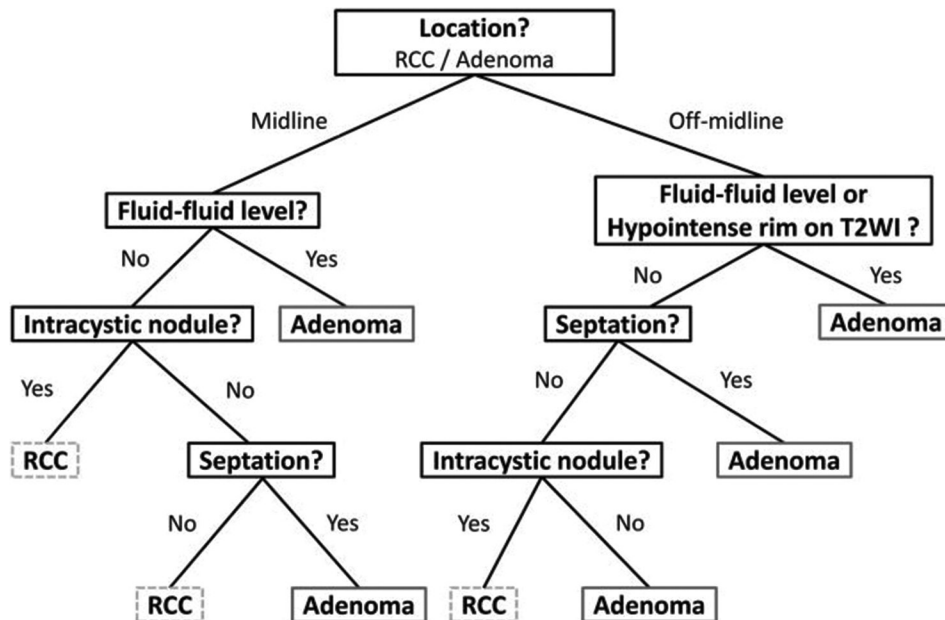 Location?
RCC / Adenoma
Midline
Off-midline
Fluid-fluid level?
Fluid-fluid level or
Hypointense rim on T2WI ?
No
Yes
No
Yes
Intracystic nodule?
Adenoma
Septation?
Adenoma
Yes
No
No
Yes
RCC
Septation?
Intracystic nodule?
Adenoma
No
Yes
Yes
No
RCC
Adenoma
RCC
Adenoma